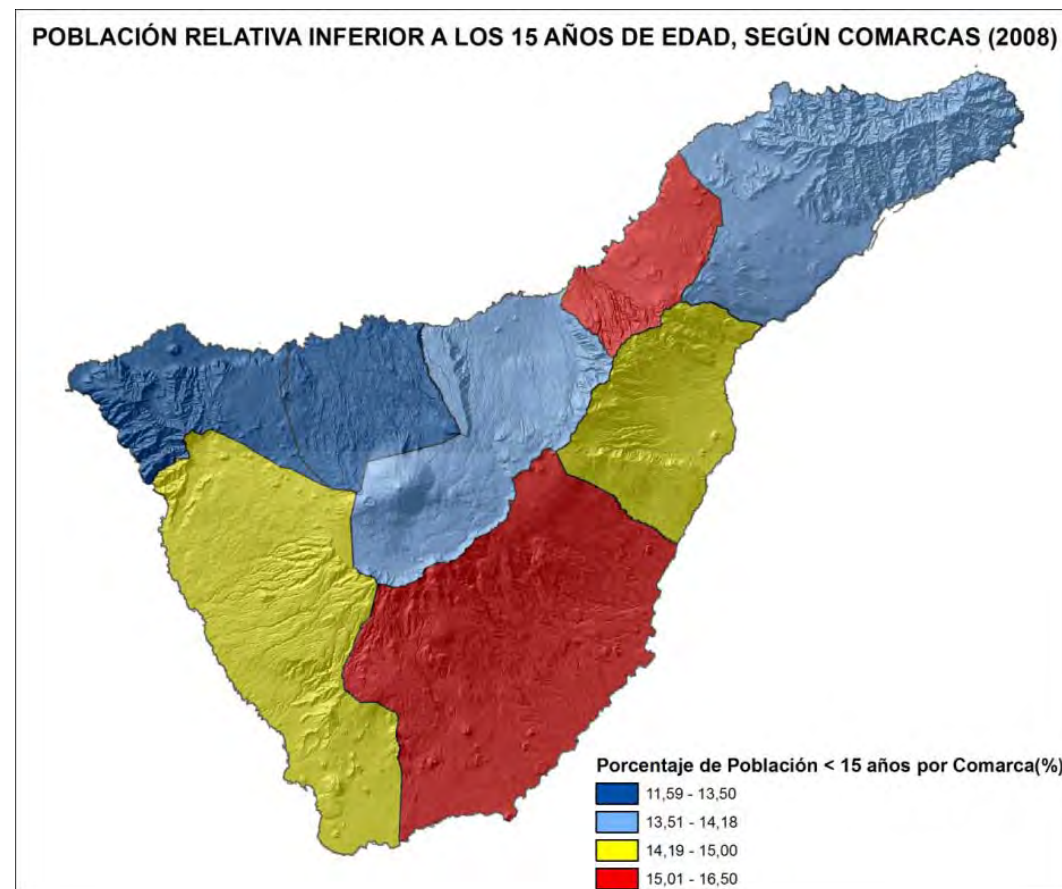 POBLACIÓN RELATIVA INFERIOR A LOS 15 AÑOS DE EDAD, SEGÚN COMARCAS (2008)
Porcentaje de Población < 15 años por Comarca(%)
11,59 - 13,50
13,51 - 14,18
14,19 - 15,00
15,01 - 16,50